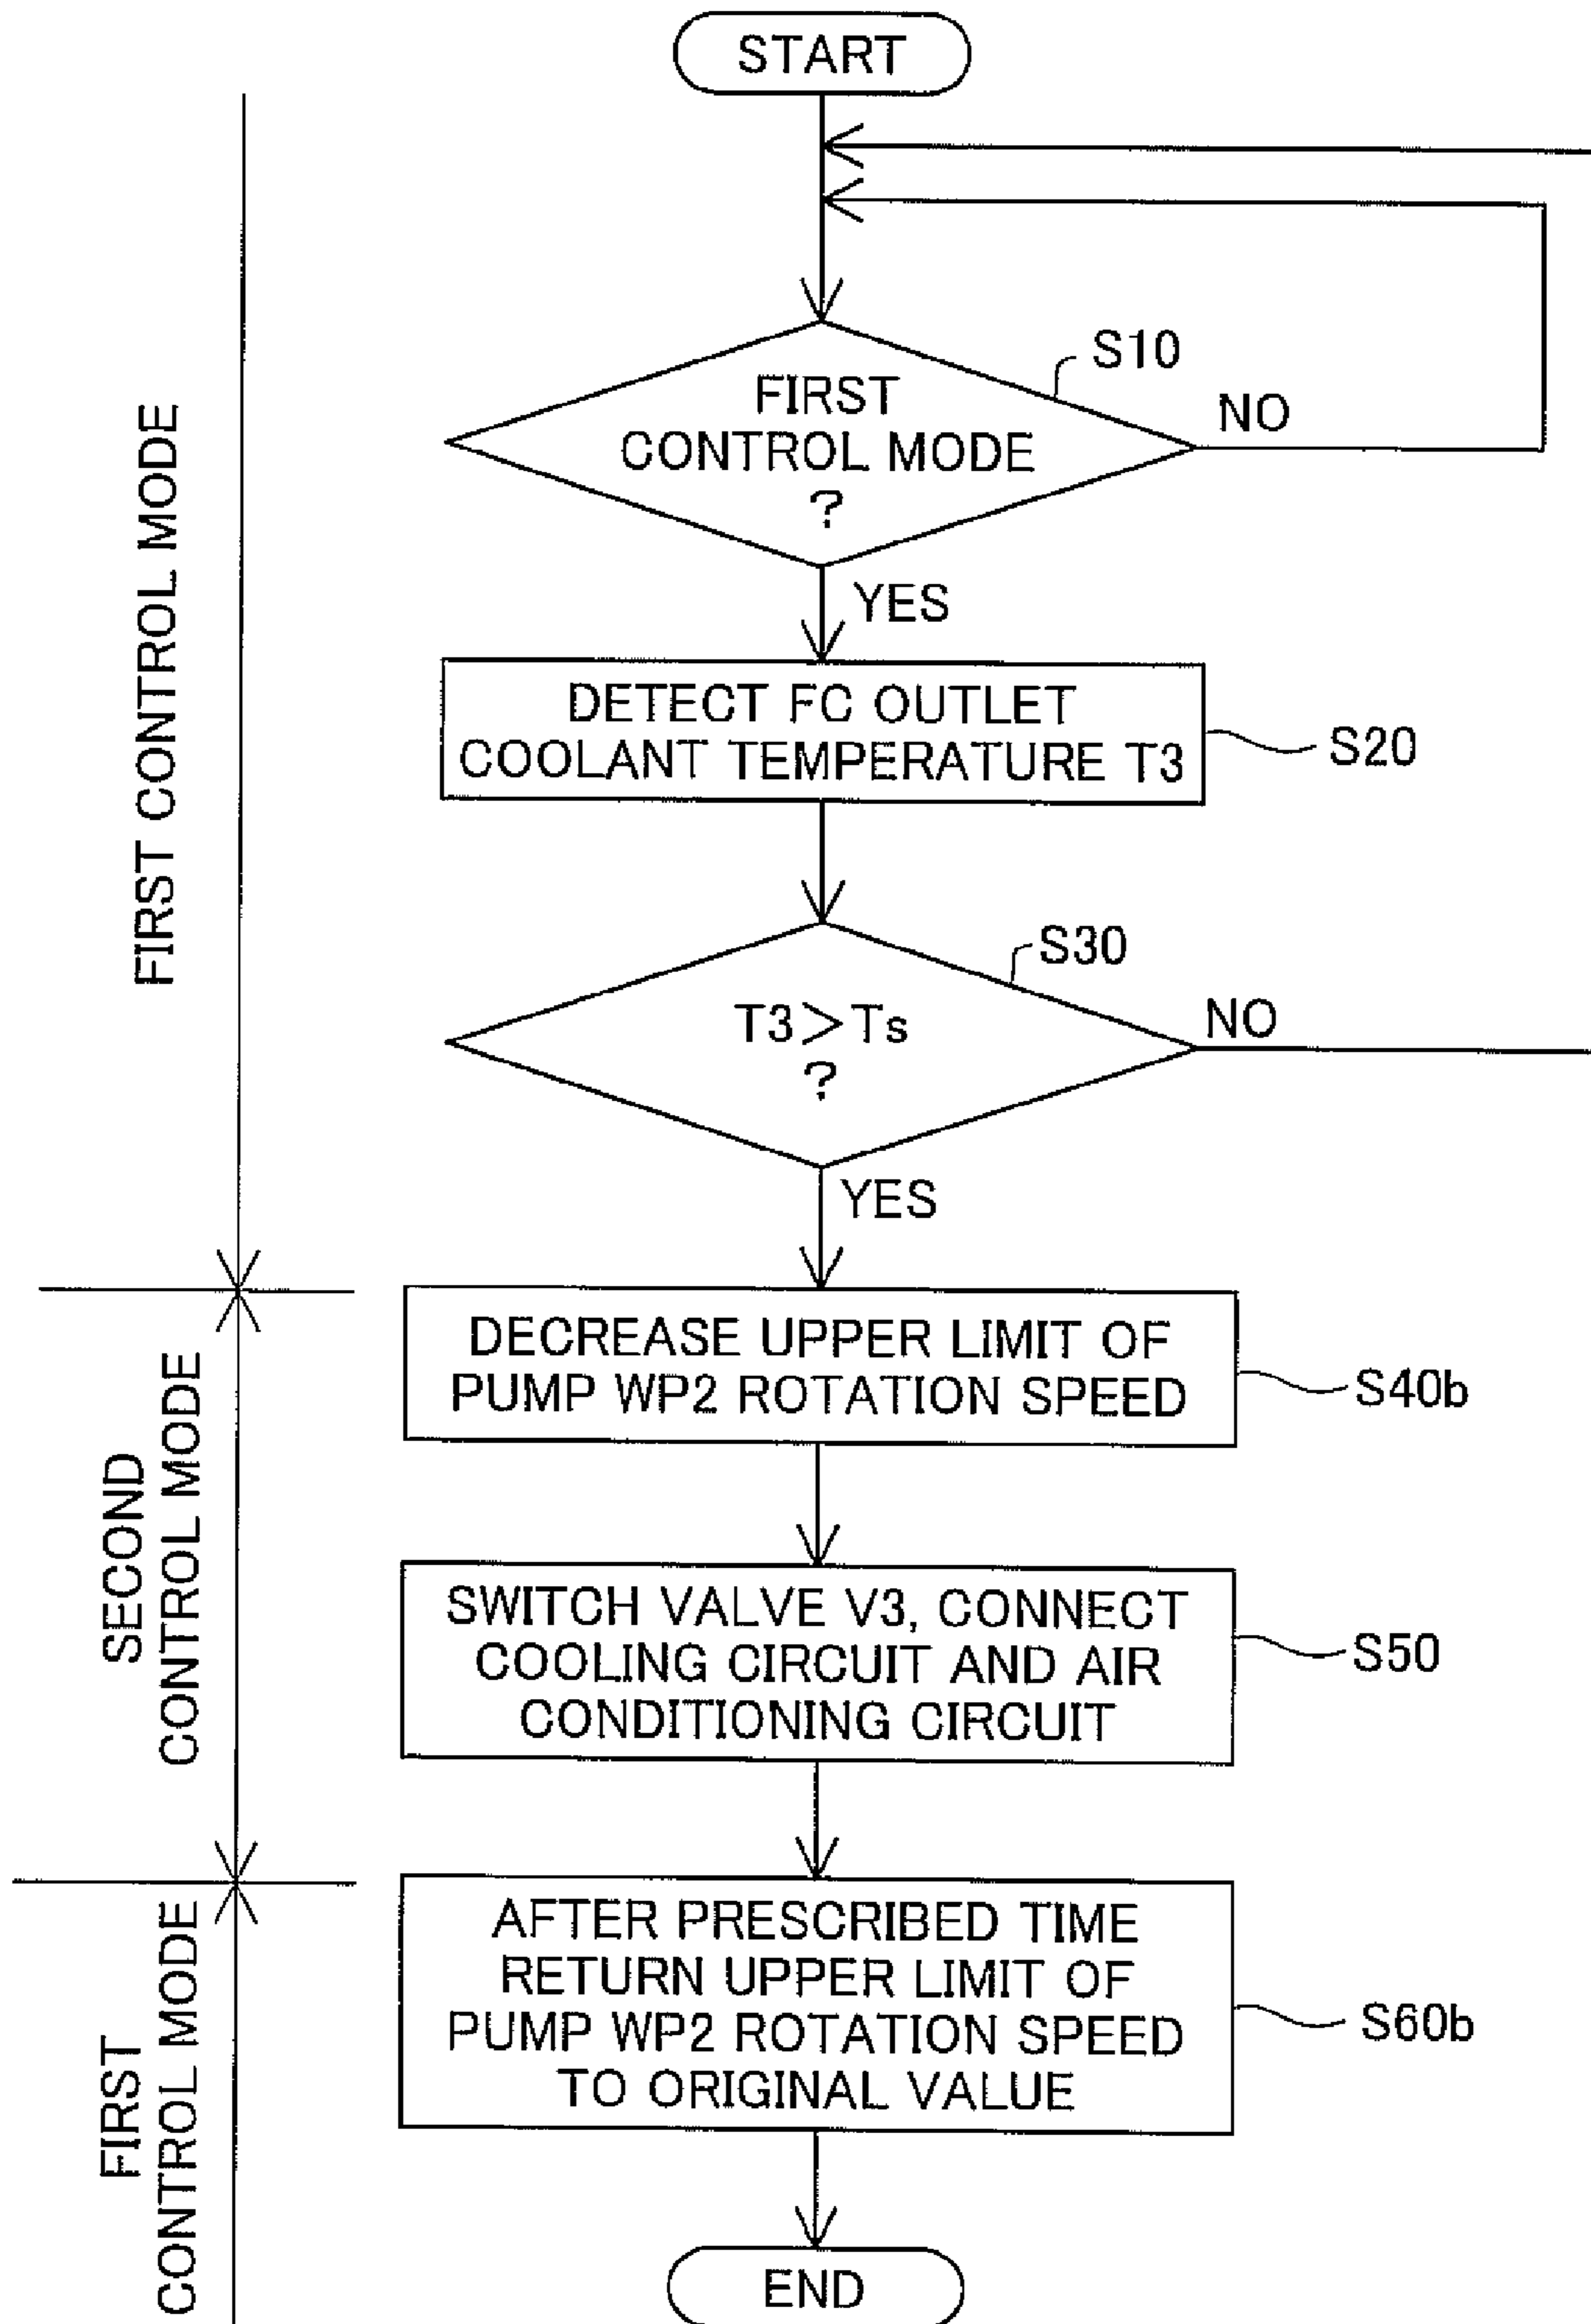 START
S10
FIRST
CONTROL MODE
?
NO
YES
DETECT FC OUTLET
COOLANT TEMPERATURE T3
S20
S30
T3>Ts
?
NO
YES
FIRST CONTROL MODE
DECREASE UPPER LIMIT OF
PUMP WP2 ROTATION SPEED
S40b
SWITCH VALVE V3, CONNECT
COOLING CIRCUIT AND AIR
CONDITIONING CIRCUIT
S50
SECOND
CONTROL MODE
AFTER PRESCRIBED TIME
RETURN UPPER LIMIT OF
PUMP WP2 ROTATION SPEED
TO ORIGINAL VALUE
S60b
FIRST
CONTROL MODE
END